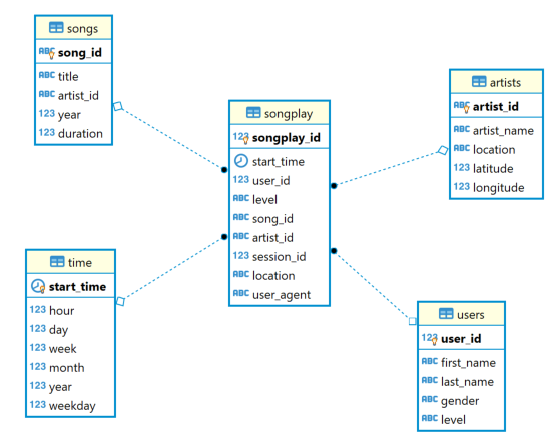 songs
ABC song_id
ABC title
ABC artist_id
123 year
123 duration
songplay
123 songplay_id
start_time
123 user_id
ABC level
ABC song_id
ABC artist_id
123 session_id
ABC location
ABC user_agent
artists
ABC artist_id
ABC artist_name
ABC location
123 latitude
123 longitude
time
start_time
123 hour
123 day
123 week
123 month
123 year
123 weekday
users
123 user_id
ABC first_name
ABC last_name
ABC gender
ABC level